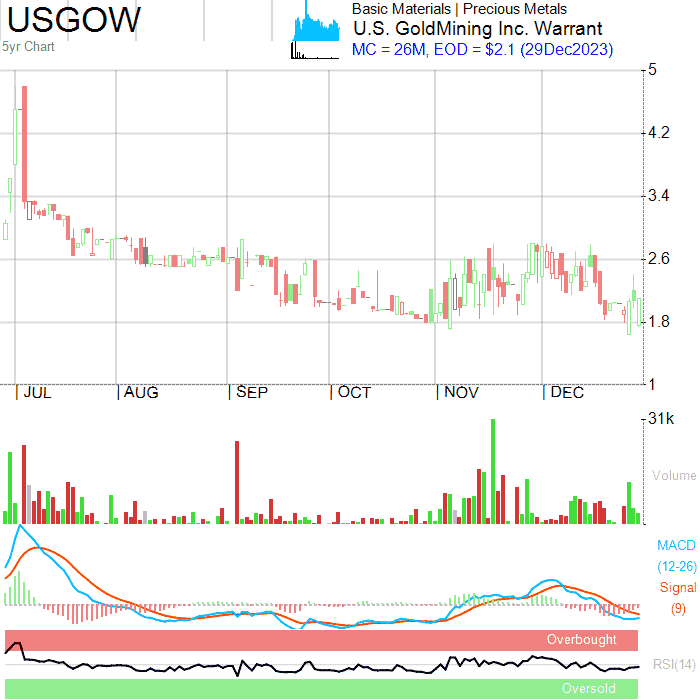 USGOW
5yr Chart
Basic Materials | Precious Metals
U.S. GoldMining Inc. Warrant
MC = 26M, EOD = $2.1 (29Dec2023)
5
4.2
3.4
2.6
1.8
1
| JUL | AUG | SEP | OCT | NOV | DEC
31k
Volume
MACD
(12-26)
Signal
(9)
Overbought
RSI(14)
Oversold